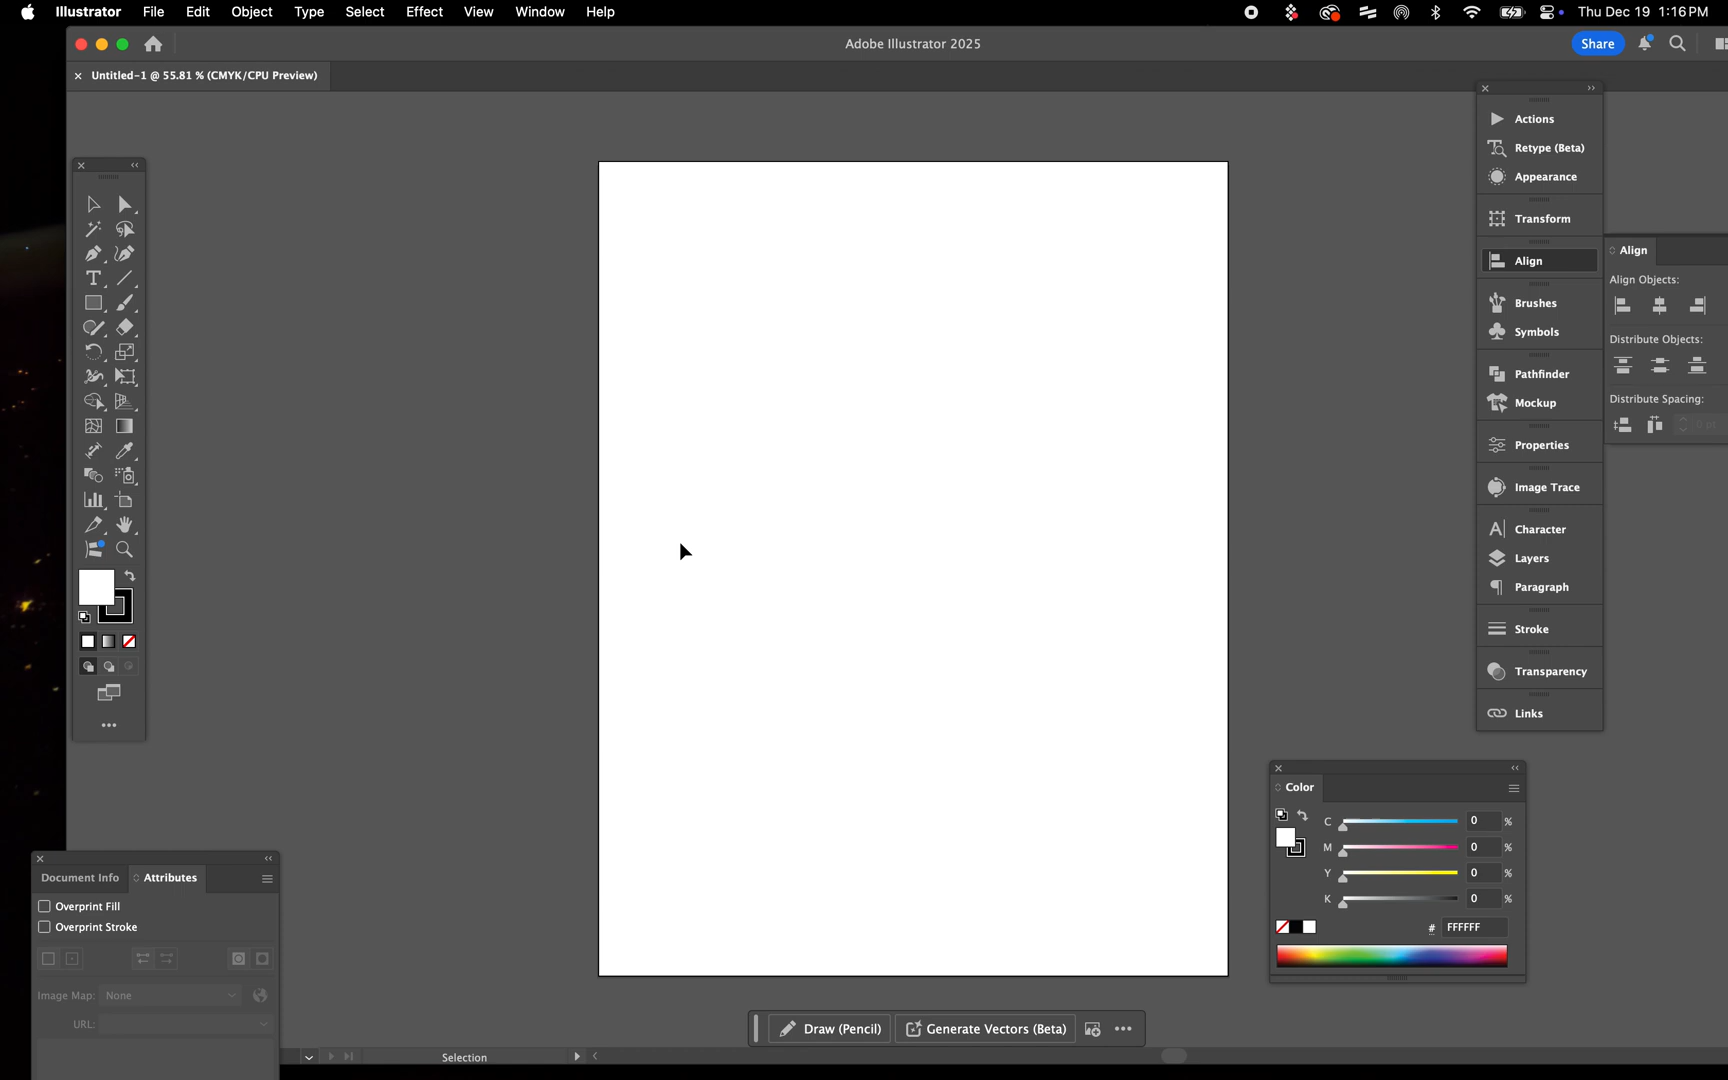 Illustrator File Edit Object Type Select Effect View Window Help
Thu Dec 19 1:16 PM
Adobe Illustrator 2025
Share
× Untitled-1 @ 55.81 % (CMYK/CPU Preview)
Actions
Retype (Beta)
Appearance
Transform
Align
Brushes
Symbols
Pathfinder
Mockup
Properties
Image Trace
Character
Layers
Paragraph
Stroke
Transparency
Links
Align
Align Objects:
Distribute Objects:
Distribute Spacing:
0 pt
Color
C 0 %
M 0 %
Y 0 %
K 0 %
# FFFFFF
Document Info Attributes
Overprint Fill
Overprint Stroke
Image Map: None
URL:
Draw (Pencil) Generate Vectors (Beta)
Selection